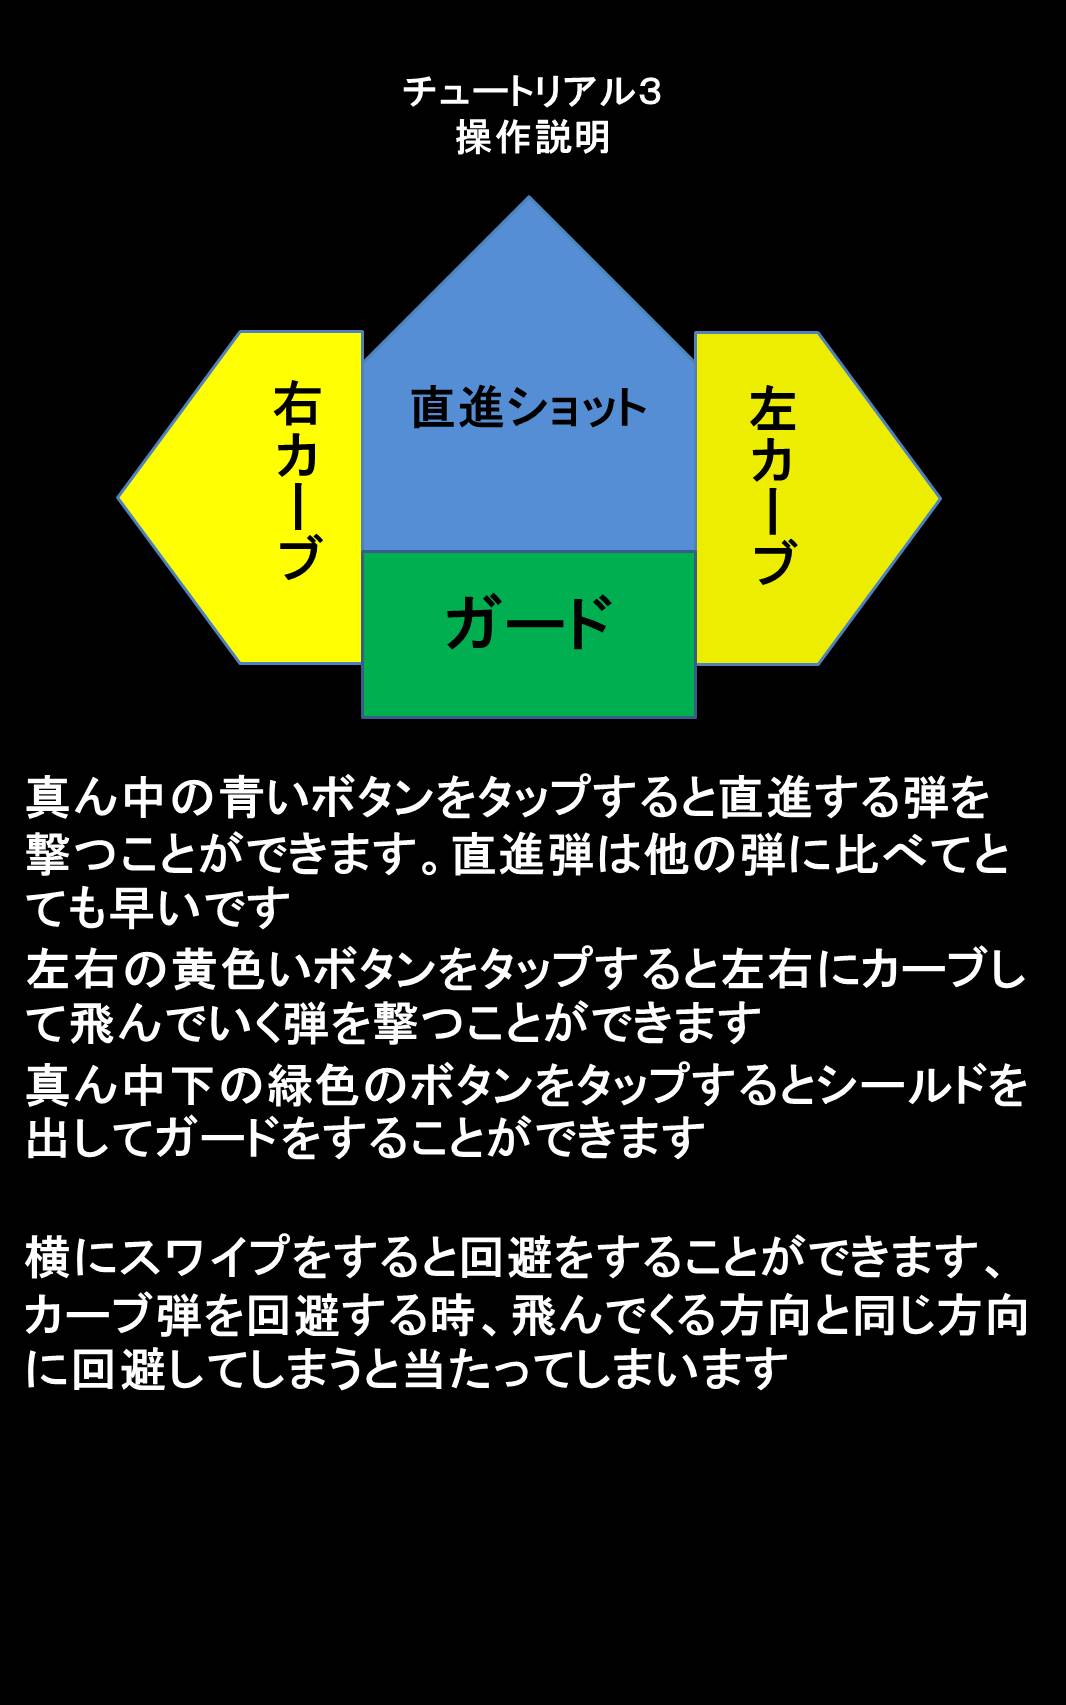 チュートリアル３
操作説明
右カーブ
直進ショット
左カーブ
ガード
真ん中の青いボタンをタップすると直進する弾を
撃つことができます。直進弾は他の弾に比べてと
ても早いです
左右の黄色いボタンをタップすると左右にカーブし
て飛んでいく弾を撃つことができます
真ん中下の緑色のボタンをタップするとシールドを
出してガードをすることができます
横にスワイプをすると回避をすることができます、
カーブ弾を回避する時、飛んでくる方向と同じ方向
に回避してしまうと当たってしまいます